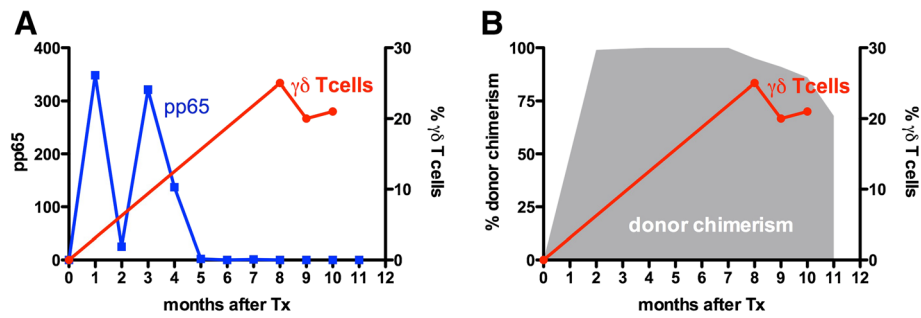 A
400
300
200
100
0
pp65
30
20
10
0
% γδ T cells
γδ Tcells
pp65
0 1 2 3 4 5 6 7 8 9 10 11 12
months after Tx
B
100
75
50
25
0
% donor chimerism
30
20
10
0
% γδ T cells
γδ Tcells
donor chimerism
0 1 2 3 4 5 6 7 8 9 10 11 12
months after Tx